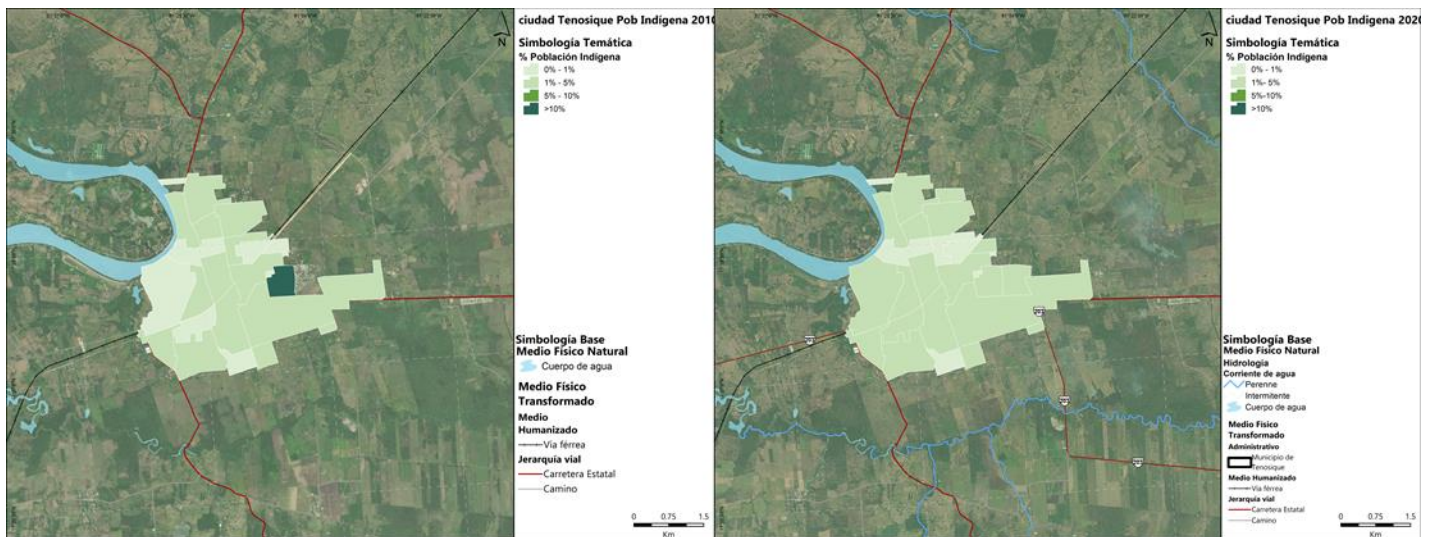 ciudad Tenosique Pob Indígena 2010
N
Simbología Temática
% Población Indígena
0% - 1%
1% - 5%
5% - 10%
>10%
Simbología Base
Medio Físico Natural
Cuerpo de agua
Medio Físico
Transformado
Medio
Humanizado
Vía férrea
Jerarquía vial
Carretera Estatal
Camino
0 0.75 1.5
Km
ciudad Tenosique Pob Indígena 2020
N
Simbología Temática
% Población Indígena
0% - 1%
1%- 5%
5%-10%
>10%
Simbología Base
Medio Físico Natural
Hidrología
Corriente de agua
Perenne
Intermitente
Cuerpo de agua
Medio Físico
Transformado
Administrativo
Municipio de
Tenosique
Medio Humanizado
Vía férrea
Jerarquía vial
Carretera Estatal
Camino
0 0.75 1.5
Km